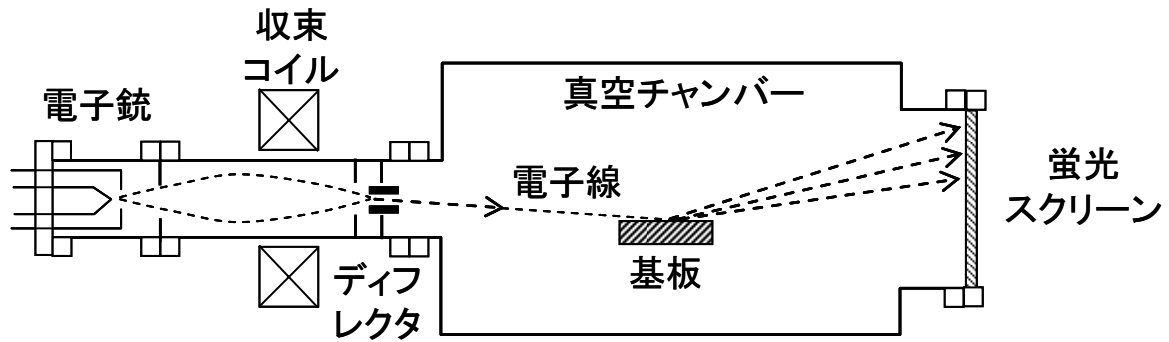 収束
コイル
電子銃
真空チャンバー
電子線
蛍光
スクリーン
基板
ディフ
レクタ